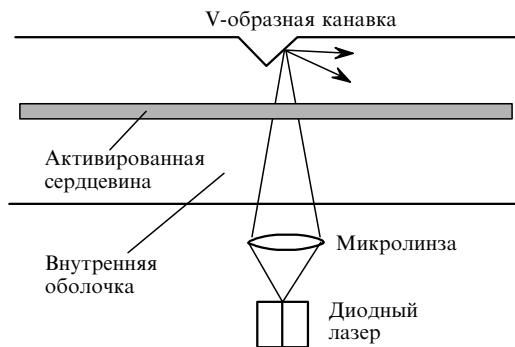 V-образная канавка
Активированная
сердцевина
Микролинза
Внутренняя
оболочка
Диодный
лазер